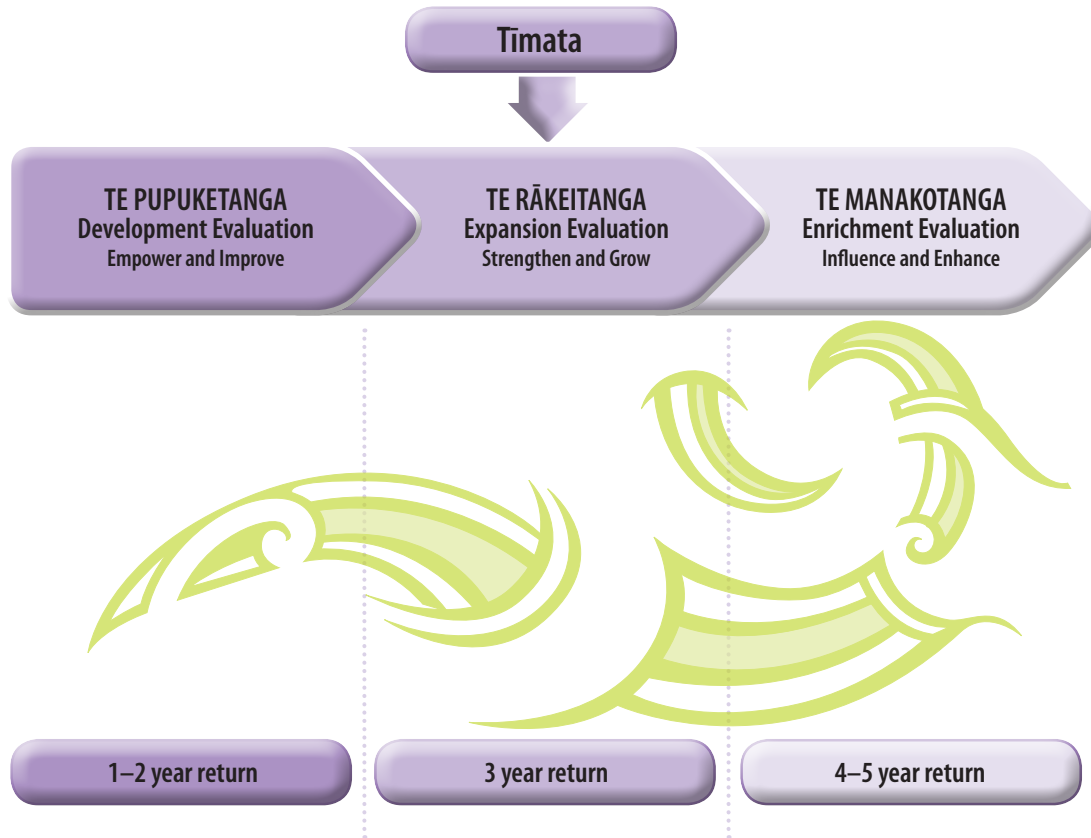 Tīmata
TE PUPUKETANGA
Development Evaluation
Empower and Improve
TE RĀKEITANGA
Expansion Evaluation
Strengthen and Grow
TE MANAKOTANGA
Enrichment Evaluation
Influence and Enhance
1–2 year return
3 year return
4–5 year return